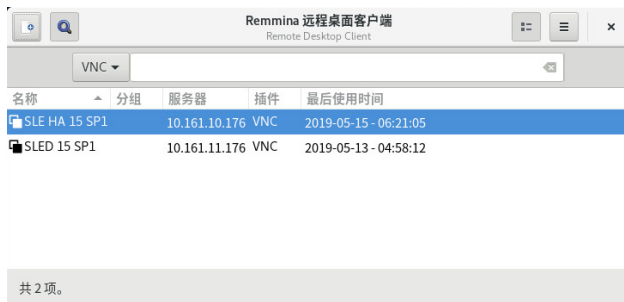 Remmina 远程桌面客户端
Remote Desktop Client
VNC
名称 分组 服务器 插件 最后使用时间
SLE HA 15 SP1 10.161.10.176 VNC 2019-05-15 - 06:21:05
SLED 15 SP1 10.161.11.176 VNC 2019-05-13 - 04:58:12
共 2 项。